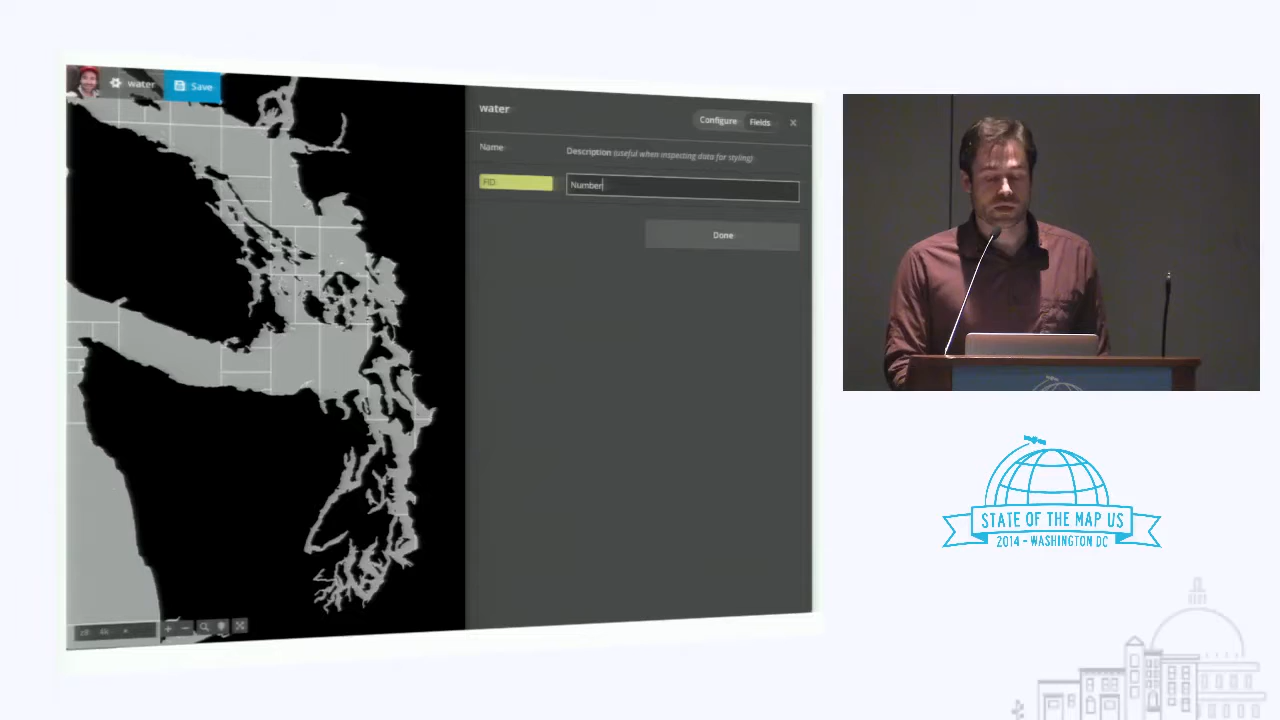 water
Save
water
Configure
Fields
×
Name
Description (useful when inspecting data for styling)
FID
Number
Done
STATE OF THE MAP US
2014 - WASHINGTON DC